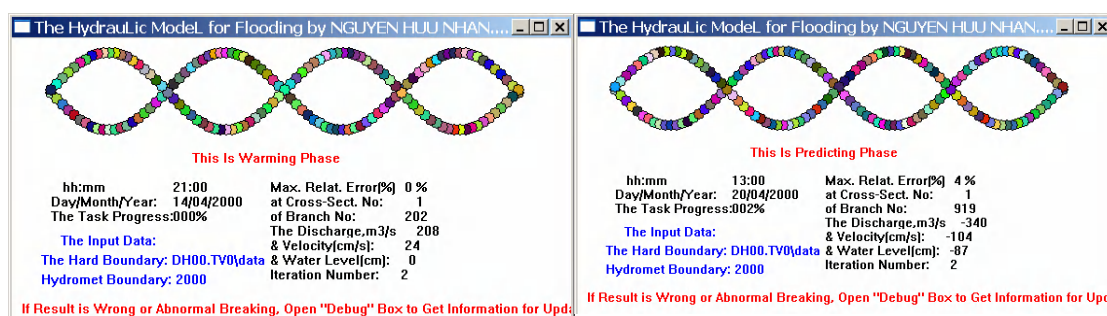 The HydrauLic ModeL for Flooding by NGUYEN HUU NHAN....
This Is Warming Phase
hh:mm 21:00 Max. Relat. Error(%) 0 %
Day/Month/Year: 14/04/2000 at Cross-Sect. No: 1
The Task Progress:000% of Branch No: 202
The Discharge,m3/s 208
The Input Data: & Velocity(cm/s): 24
The Hard Boundary: DH00.TV0\data & Water Level(cm): 0
Hydromet Boundary: 2000 Iteration Number: 2
If Result is Wrong or Abnormal Breaking, Open "Debug" Box to Get Information for Upda
The HydrauLic ModeL for Flooding by NGUYEN HUU NHAN....
This Is Predicting Phase
hh:mm 13:00 Max. Relat. Error(%) 4 %
Day/Month/Year: 20/04/2000 at Cross-Sect. No: 1
The Task Progress:002% of Branch No: 919
The Discharge,m3/s -340
The Input Data: & Velocity(cm/s): -104
The Hard Boundary: DH00.TV0\data & Water Level(cm): -87
Hydromet Boundary: 2000 Iteration Number: 2
If Result is Wrong or Abnormal Breaking, Open "Debug" Box to Get Information for Upd